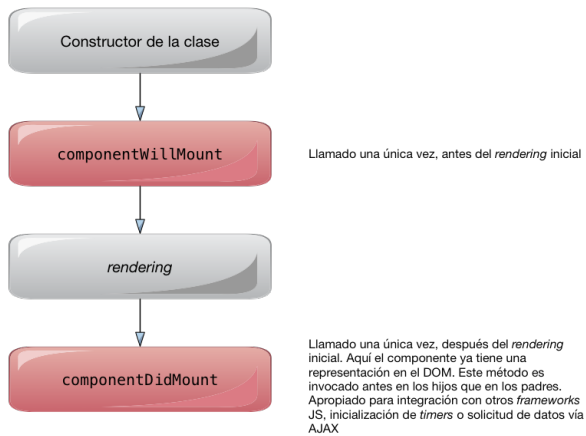 Constructor de la clase
componentWillMount
Llamado una única vez, antes del rendering inicial
rendering
componentDidMount
Llamado una única vez, después del rendering
inicial. Aquí el componente ya tiene una
representación en el DOM. Este método es
invocado antes en los hijos que en los padres.
Apropiado para integración con otros frameworks
JS, inicialización de timers o solicitud de datos vía
AJAX